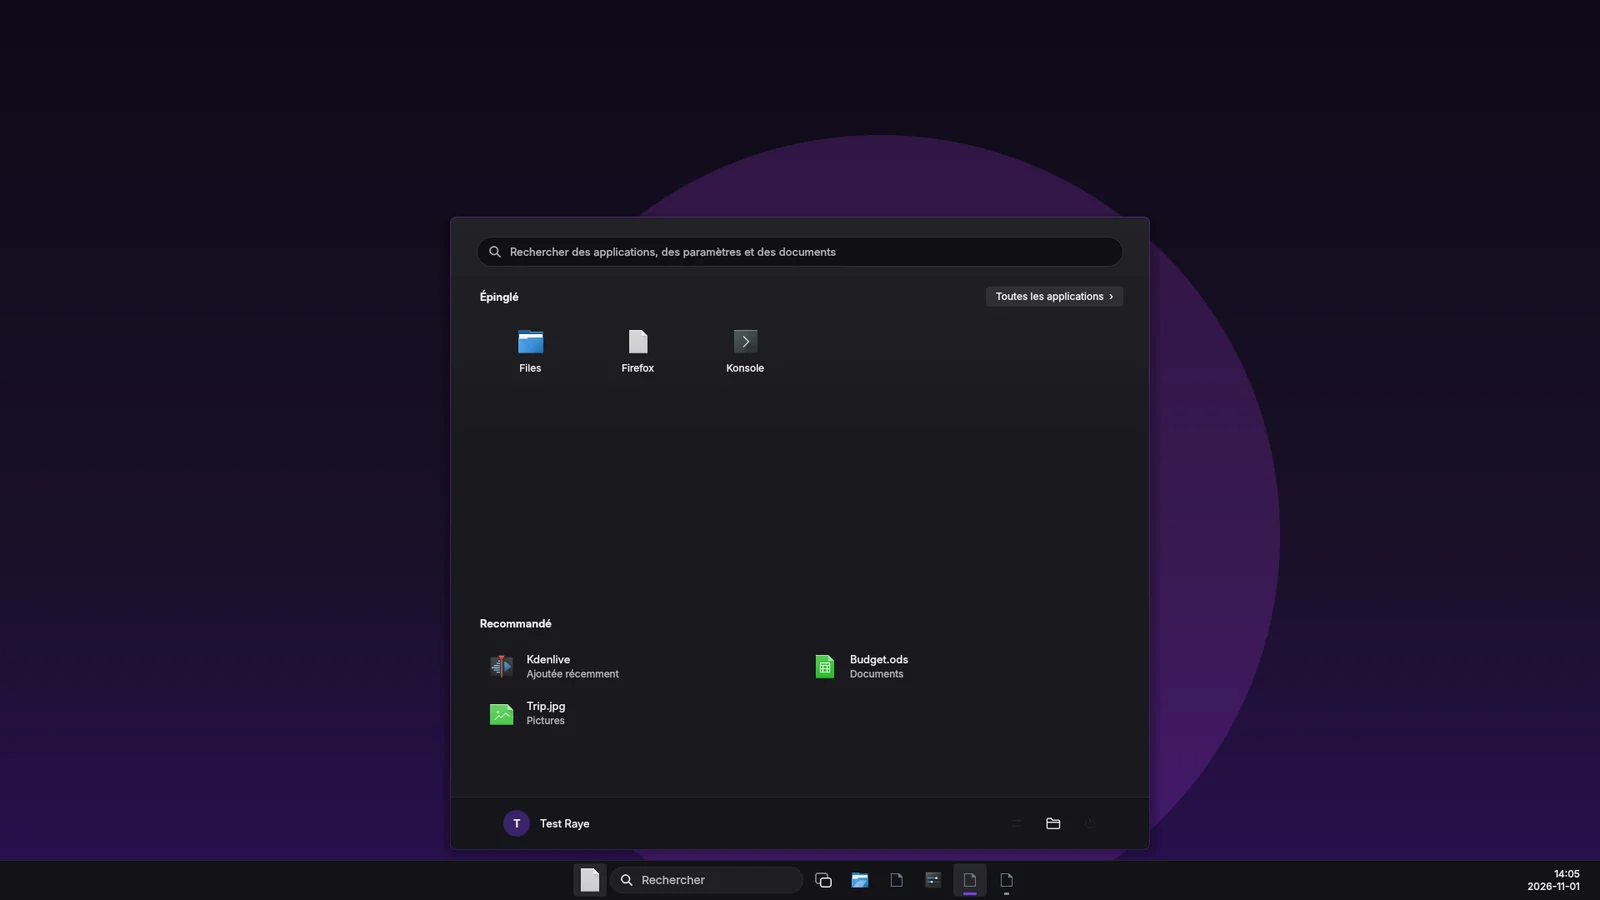 Rechercher des applications, des paramètres et des documents
Épinglé
Toutes les applications ›
Files
Firefox
Konsole
Recommandé
Kdenlive
Ajoutée récemment
Budget.ods
Documents
Trip.jpg
Pictures
T
Test Raye
Rechercher
14:05
2026-11-01